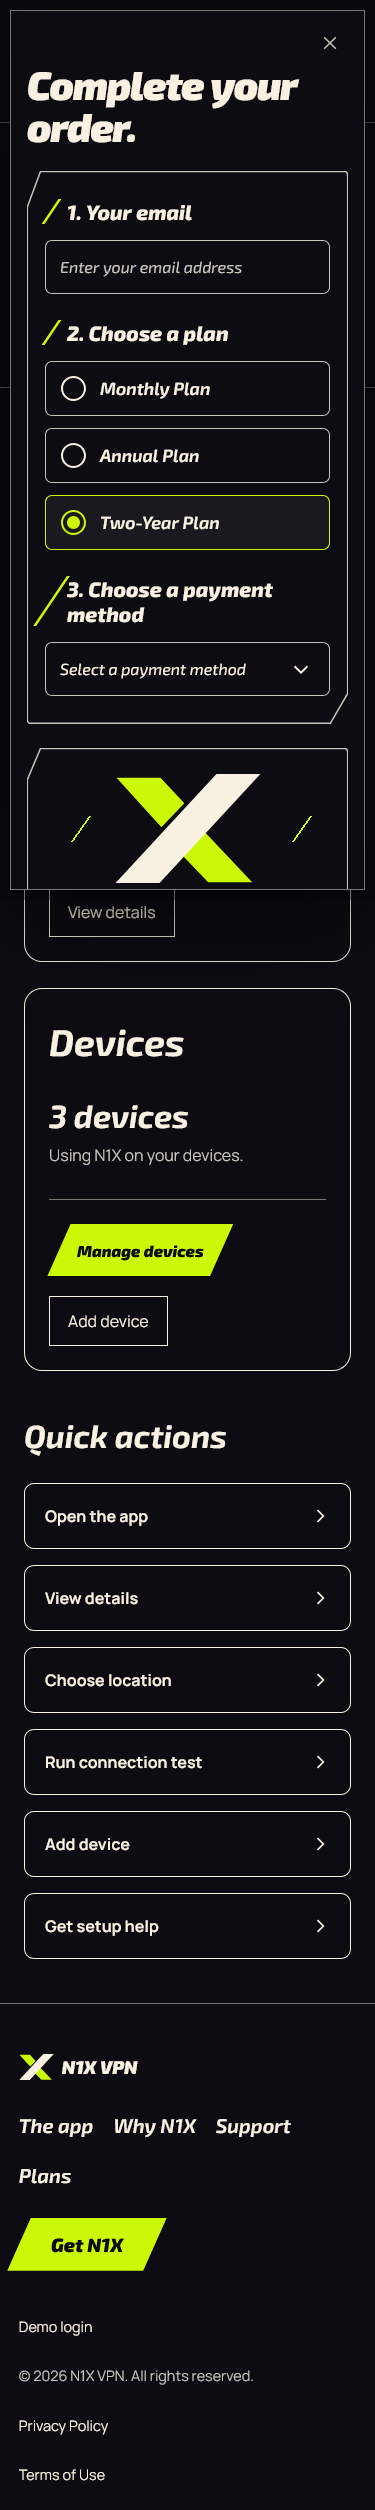 Complete your
order.
1. Your email
Enter your email address
2. Choose a plan
Monthly Plan
Annual Plan
Two-Year Plan
3. Choose a payment
method
Select a payment method
View details
Devices
3 devices
Using N1X on your devices.
Manage devices
Add device
Quick actions
Open the app
View details
Choose location
Run connection test
Add device
Get setup help
N1X VPN
The app Why N1X Support
Plans
Get N1X
Demo login
© 2026 N1X VPN. All rights reserved.
Privacy Policy
Terms of Use